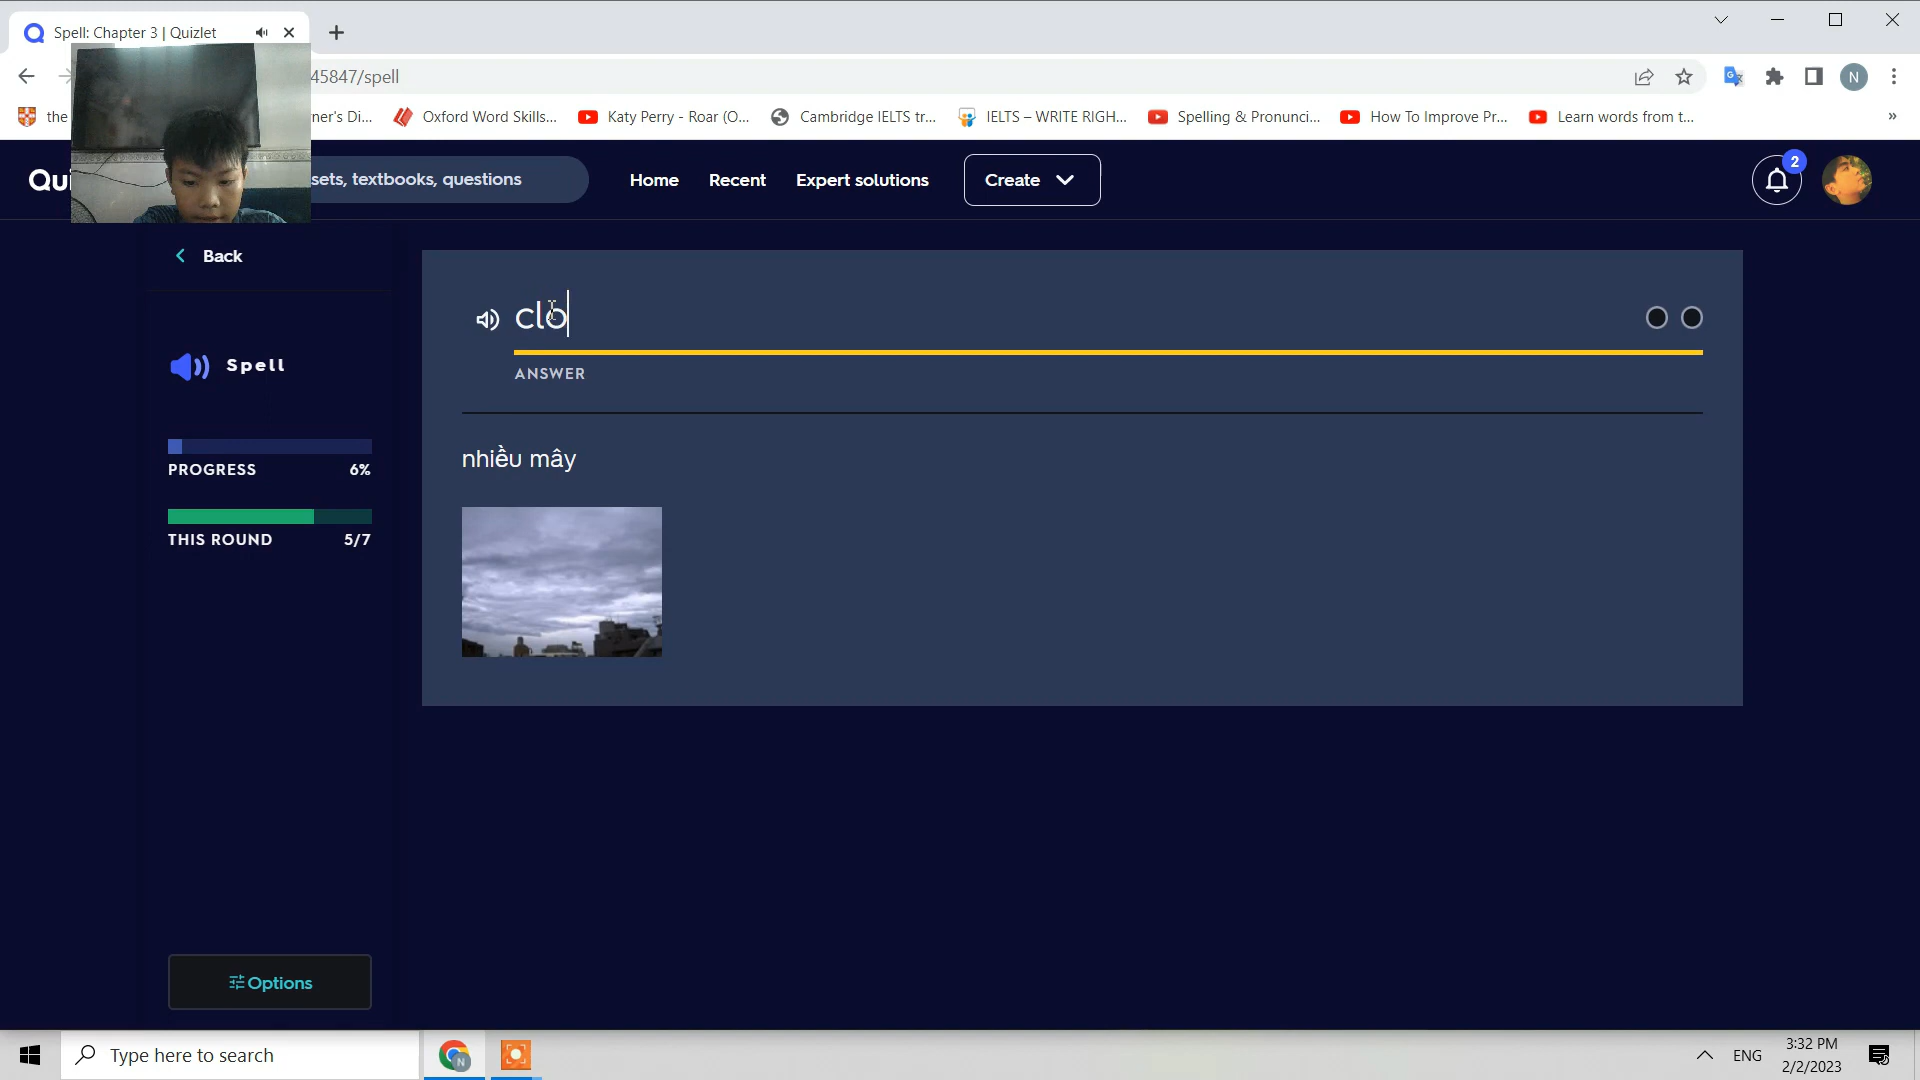 Spell: Chapter 3 | Quizlet
45847/spell
N
the
ner's Di...
Oxford Word Skills...
Katy Perry - Roar (O...
Cambridge IELTS tr...
IELTS – WRITE RIGH...
Spelling & Pronunci...
How To Improve Pr...
Learn words from t...
»
Qui
sets, textbooks, questions
Home
Recent
Expert solutions
Create
2
Back
clo
ANSWER
Spell
PROGRESS 6%
THIS ROUND 5/7
nhiều mây
Options
Type here to search
N
ENG
3:32 PM
2/2/2023